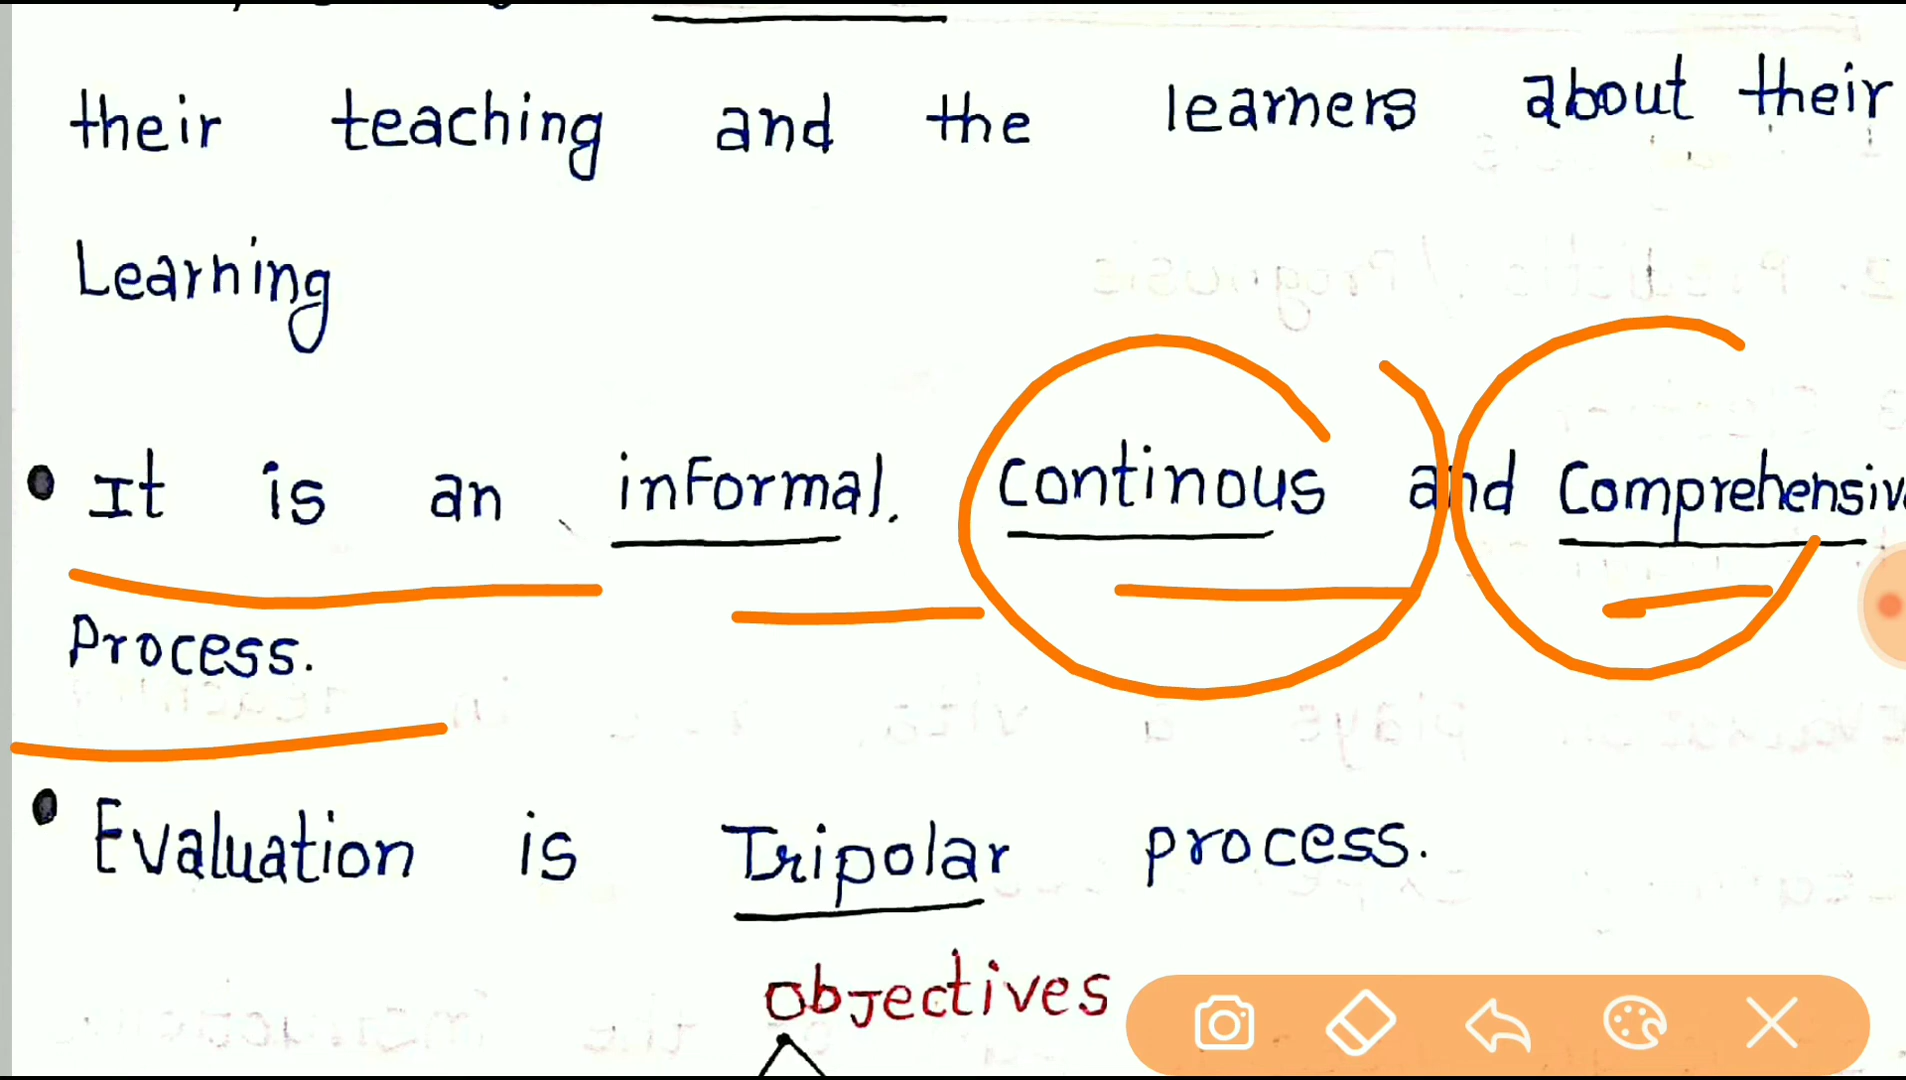 their teaching and the learners about their
Learning
• It is an informal. Continous and Comprehensive
Process.
• Evaluation is Tripolar process.
objectives